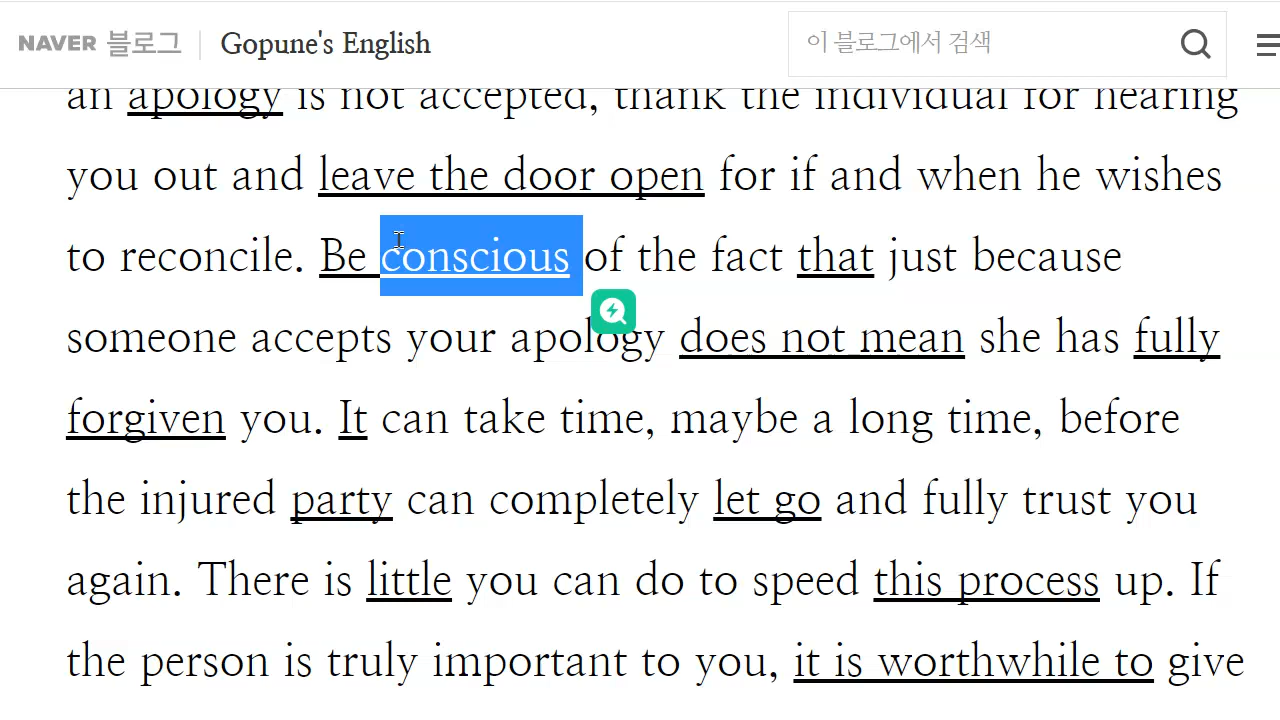 NAVER 블로그 Gopune's English 이 블로그에서 검색
an apology is not accepted, thank the individual for hearing
you out and leave the door open for if and when he wishes
to reconcile. Be conscious of the fact that just because
someone accepts your apology does not mean she has fully
forgiven you. It can take time, maybe a long time, before
the injured party can completely let go and fully trust you
again. There is little you can do to speed this process up. If
the person is truly important to you, it is worthwhile to give